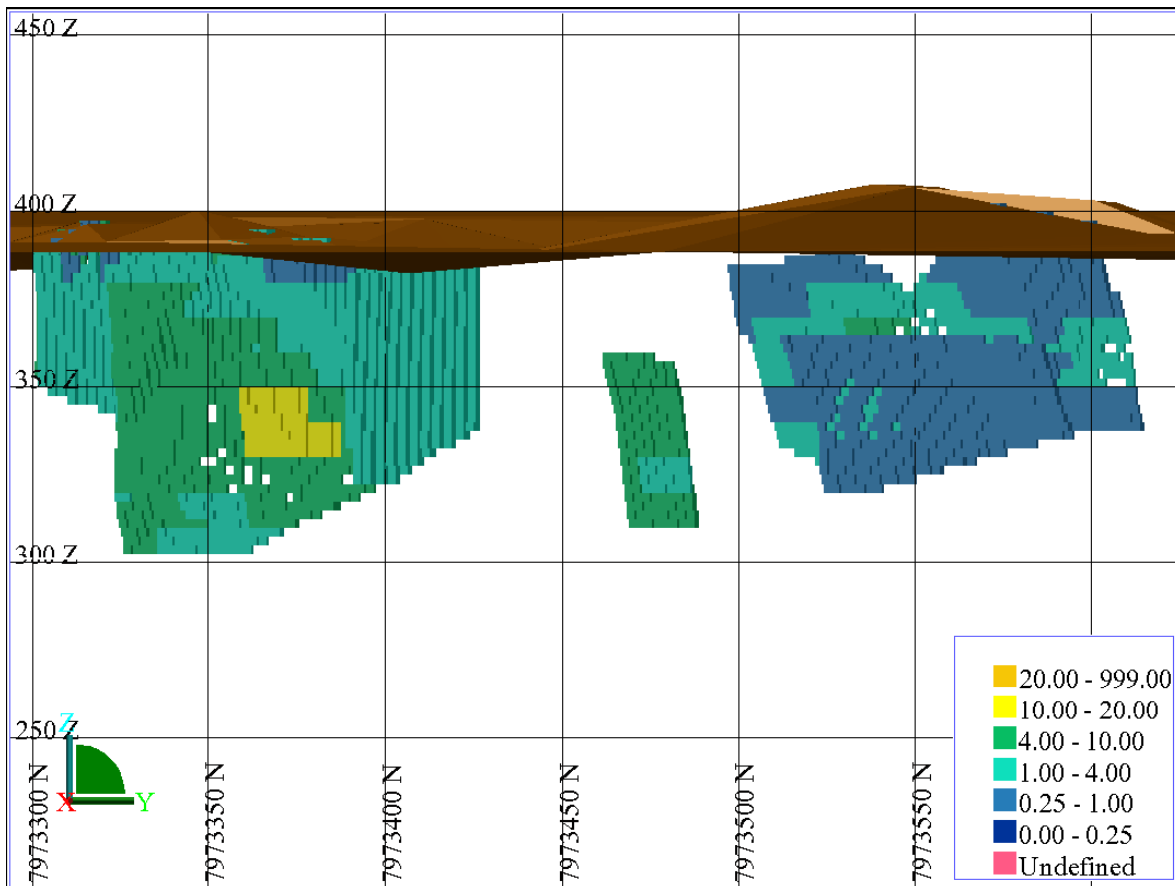 450 Z
400 Z
350 Z
300 Z
250 Z
Z
X
Y
7973300 N
7973350 N
7973400 N
7973450 N
7973500 N
7973550 N
20.00 - 999.00
10.00 - 20.00
4.00 - 10.00
1.00 - 4.00
0.25 - 1.00
0.00 - 0.25
Undefined